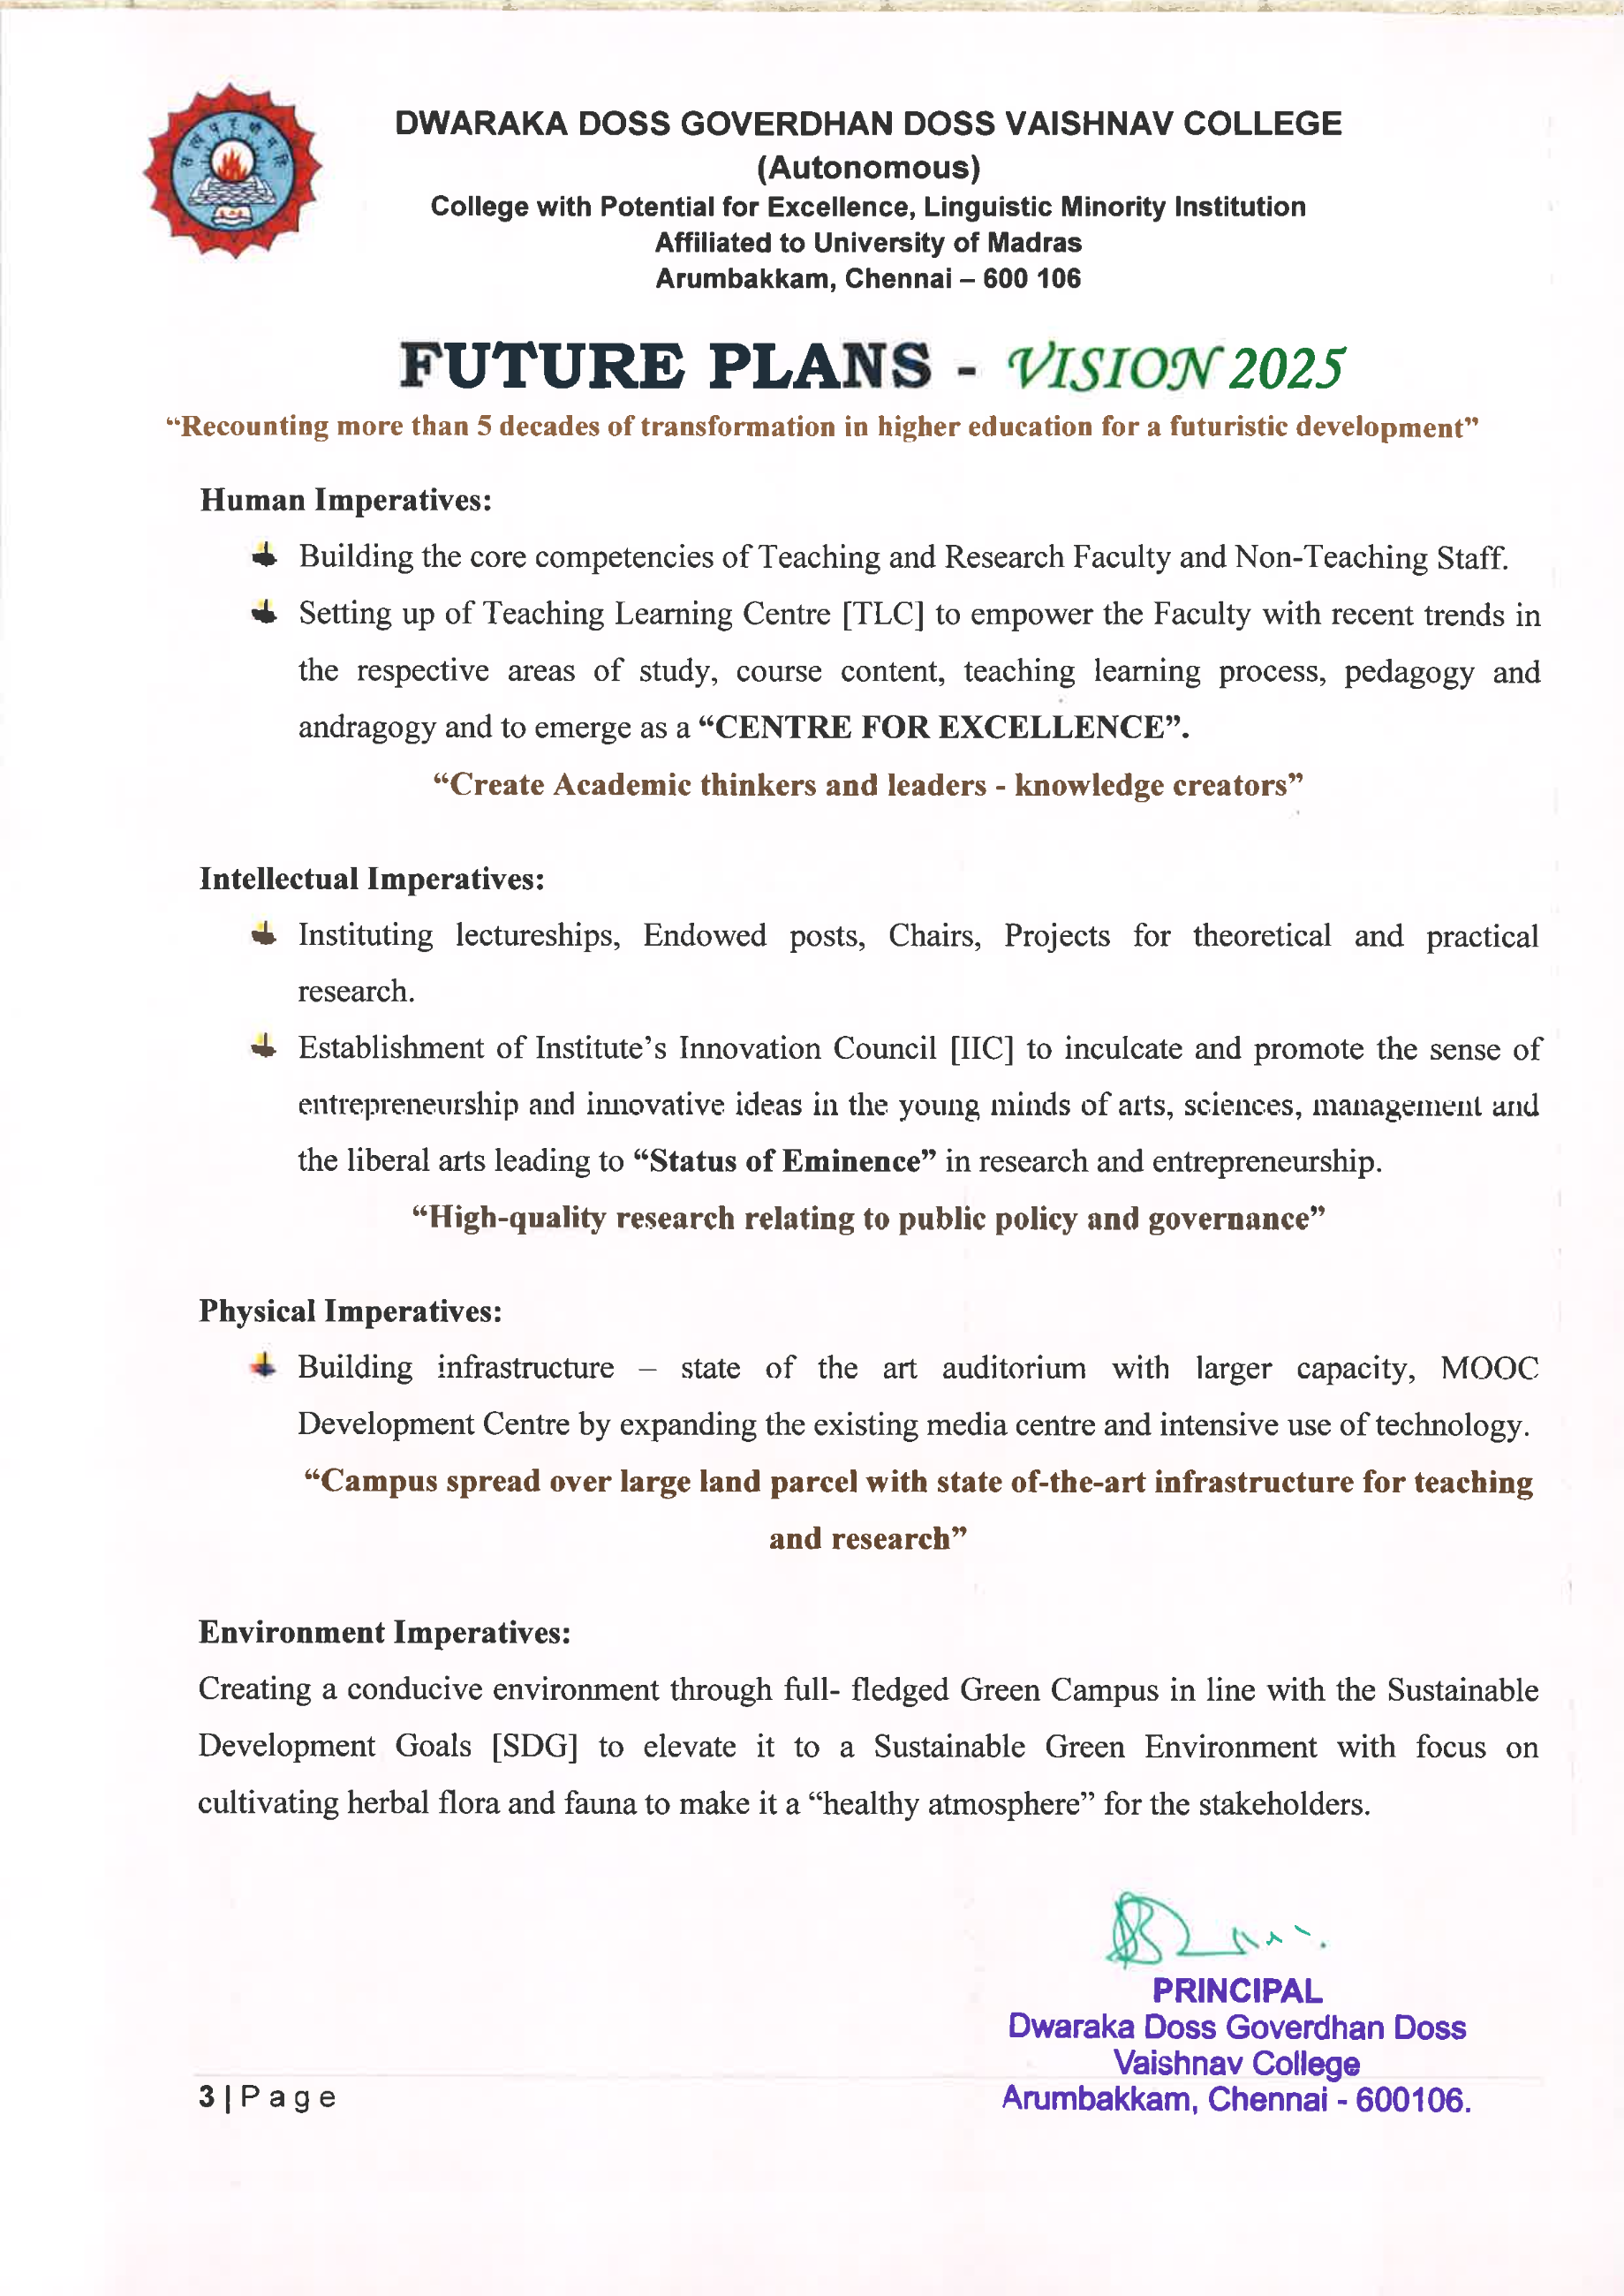 DWARAKA DOSS GOVERDHAN DOSS VAISHNAV COLLEGE
(Autonomous)
College with Potential for Excellence, Linguistic Minority Institution
Affiliated to University of Madras
Arumbakkam, Chennai – 600 106
FUTURE PLANS - VISION 2025
“Recounting more than 5 decades of transformation in higher education for a futuristic development”
Human Imperatives:
Building the core competencies of Teaching and Research Faculty and Non-Teaching Staff.
Setting up of Teaching Learning Centre [TLC] to empower the Faculty with recent trends in
the respective areas of study, course content, teaching learning process, pedagogy and
andragogy and to emerge as a “CENTRE FOR EXCELLENCE”.
“Create Academic thinkers and leaders - knowledge creators”
Intellectual Imperatives:
Instituting lectureships, Endowed posts, Chairs, Projects for theoretical and practical
research.
Establishment of Institute’s Innovation Council [IIC] to inculcate and promote the sense of
entrepreneurship and innovative ideas in the young minds of arts, sciences, management and
the liberal arts leading to “Status of Eminence” in research and entrepreneurship.
“High-quality research relating to public policy and governance”
Physical Imperatives:
Building infrastructure – state of the art auditorium with larger capacity, MOOC
Development Centre by expanding the existing media centre and intensive use of technology.
“Campus spread over large land parcel with state of-the-art infrastructure for teaching
and research”
Environment Imperatives:
Creating a conducive environment through full- fledged Green Campus in line with the Sustainable
Development Goals [SDG] to elevate it to a Sustainable Green Environment with focus on
cultivating herbal flora and fauna to make it a “healthy atmosphere” for the stakeholders.
PRINCIPAL
Dwaraka Doss Goverdhan Doss
Vaishnav College
Arumbakkam, Chennai - 600106.
3 | P a g e